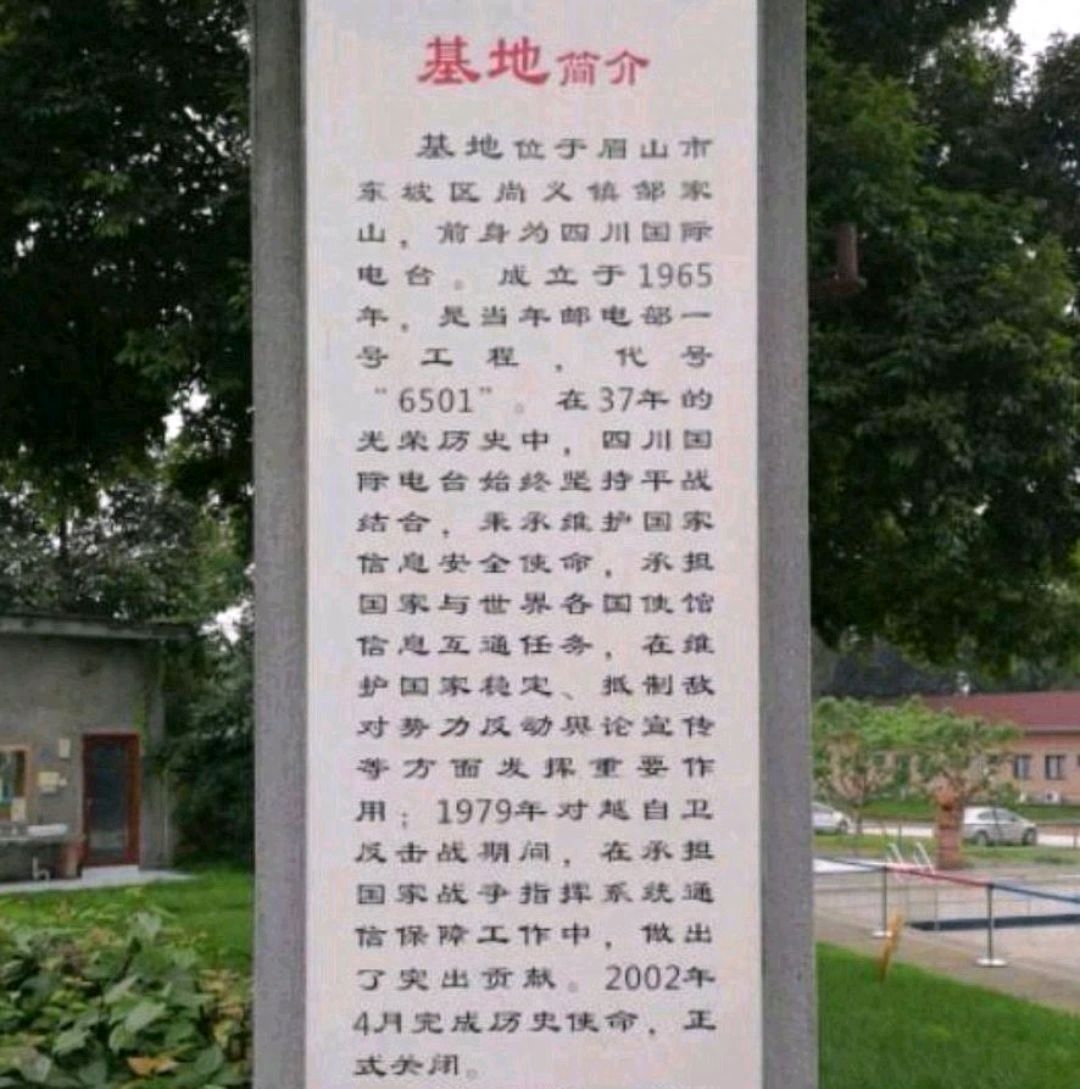 基地简介
基地位于眉山市
东坡区尚义镇邹家
山，前身为四川国际
电台。成立于1965
年，是当年邮电部一
号工程，代号
“6501”。在37年的
光荣历史中，四川国
际电台始终坚持平战
结合，秉承维护国家
信息安全使命，承担
国家与世界各国使馆
信息互通任务，在维
护国家稳定、抵制敌
对势力反动舆论宣传
等方面发挥重要作
用；1979年对越自卫
反击战期间，在承担
国家战争指挥系统通
信保障工作中，做出
了突出贡献。2002年
4月完成历史使命，正
式关闭。